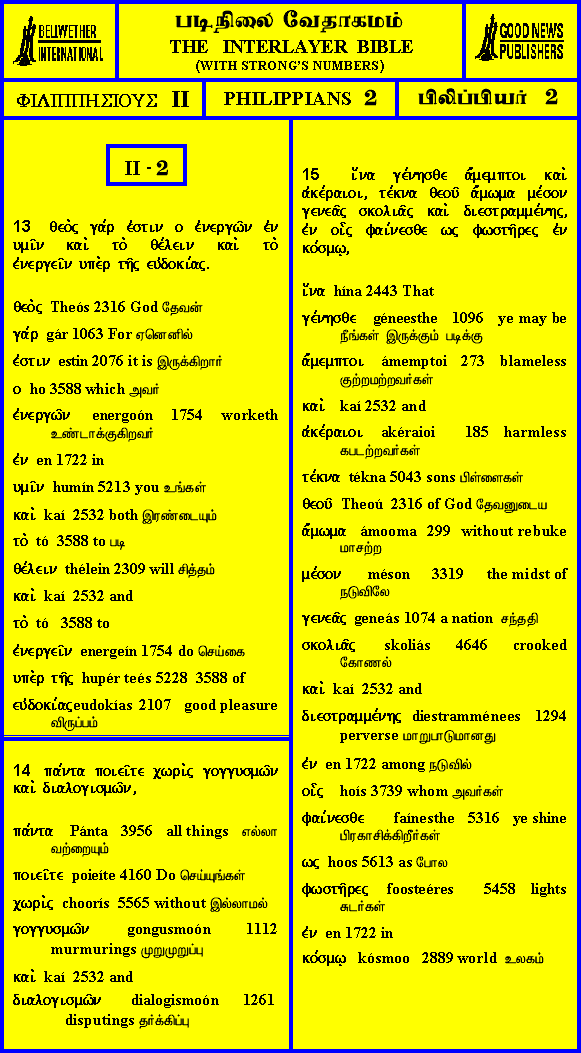 BELLWETHER
INTERNATIONAL
படிநிலை வேதாகமம்
THE INTERLAYER BIBLE
(WITH STRONG'S NUMBERS)
GOOD NEWS
PUBLISHERS
ΦΙΛΙΠΠΗΣΙΟΥΣ II
PHILIPPIANS 2
பிலிப்பியர் 2
II - 2
13 θεὸς γάρ ἐστιν ο ἐνεργῶν ἐν
υμῖν καὶ τὸ θέλειν καὶ τὸ
ἐνεργεῖν υπὲρ τῆς εὐδοκίας.
θεὸς Theós 2316 God தேவன்
γάρ gár 1063 For ஏனெனில்
ἐστιν estin 2076 it is இருக்கிறார்
ο ho 3588 which அவர்
ἐνεργῶν energoón 1754 worketh
உண்டாக்குகிறவர்
ἐν en 1722 in
υμῖν humín 5213 you உங்கள்
καὶ kaí 2532 both இரண்டையும்
τὸ tó 3588 to படி
θέλειν thélein 2309 will சித்தம்
καὶ kaí 2532 and
τὸ tó 3588 to
ἐνεργεῖν energeín 1754 do செய்கை
υπὲρ τῆς hupér teés 5228 3588 of
εὐδοκίας eudokías 2107 good pleasure
விருப்பம்
14 πάντα ποιεῖτε χωρὶς γογγυσμῶν
καὶ διαλογισμῶν,
πάντα Pánta 3956 all things எல்லா
வற்றையும்
ποιεῖτε poieíte 4160 Do செய்யுங்கள்
χωρὶς choorís 5565 without இல்லாமல்
γογγυσμῶν gongusmoón 1112
murmurings முறுமுறுப்பு
καὶ kaí 2532 and
διαλογισμῶν dialogismoón 1261
disputings தர்க்கிப்பு
15 ἵνα γένησθε ἄμεμπτοι καὶ
ἀκέραιοι, τέκνα θεοῦ ἄμωμα μέσον
γενεᾶς σκολιᾶς καὶ διεστραμμένης,
ἐν οἷς φαίνεσθε ως φωστῆρες ἐν
κόσμῳ,
ἵνα hína 2443 That
γένησθε géneesthe 1096 ye may be
நீங்கள் இருக்கும் படிக்கு
ἄμεμπτοι ámemptoi 273 blameless
குற்றமற்றவர்கள்
καὶ kaí 2532 and
ἀκέραιοι akéraioi 185 harmless
கபடற்றவர்கள்
τέκνα tékna 5043 sons பிள்ளைகள்
θεοῦ Theoú 2316 of God தேவனுடைய
ἄμωμα ámooma 299 without rebuke
மாசற்ற
μέσον méson 3319 the midst of
நடுவிலே
γενεᾶς geneás 1074 a nation சந்ததி
σκολιᾶς skoliás 4646 crooked
கோணல்
καὶ kaí 2532 and
διεστραμμένης diestramménees 1294
perverse மாறுபாடுமானது
ἐν en 1722 among நடுவில்
οἷς hoís 3739 whom அவர்கள்
φαίνεσθε faínesthe 5316 ye shine
பிரகாசிக்கிறீர்கள்
ως hoos 5613 as போல
φωστῆρες foosteéres 5458 lights
சுடர்கள்
ἐν en 1722 in
κόσμῳ kósmoo 2889 world உலகம்